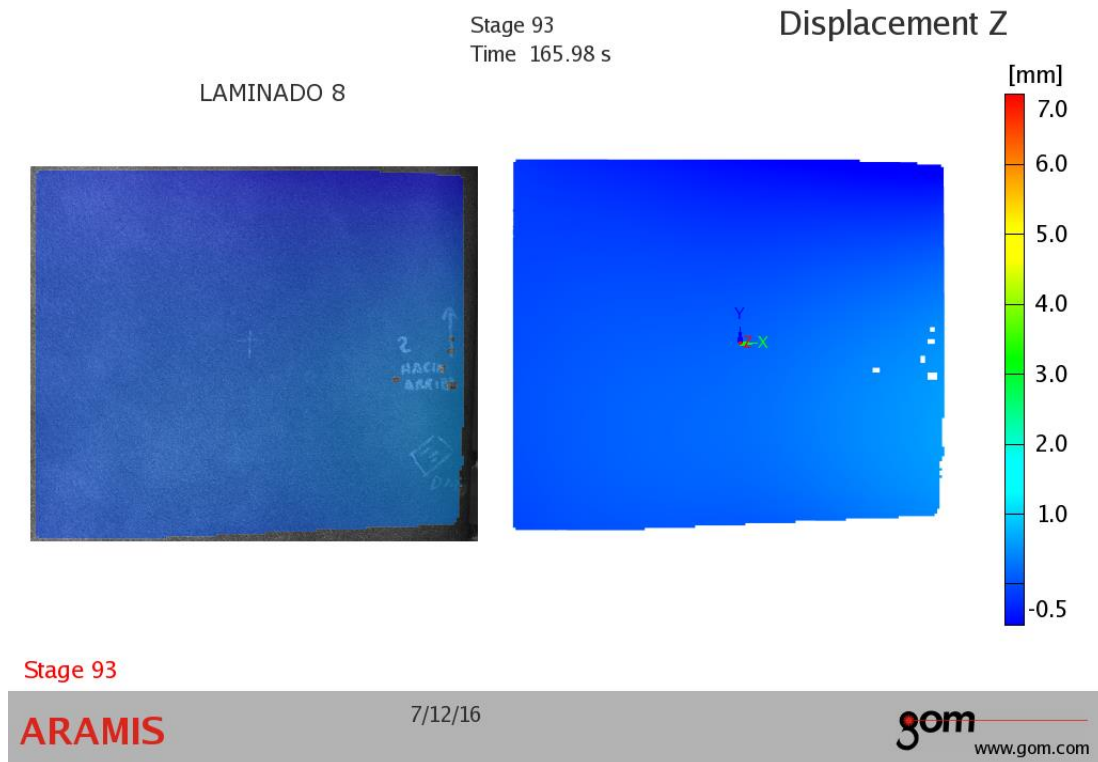 Stage 93
Time 165.98 s
Displacement Z
LAMINADO 8
[mm]
7.0
6.0
5.0
4.0
3.0
2.0
1.0
-0.5
Y
X
2
HACIA
Stage 93
ARAMIS
7/12/16
gom
www.gom.com